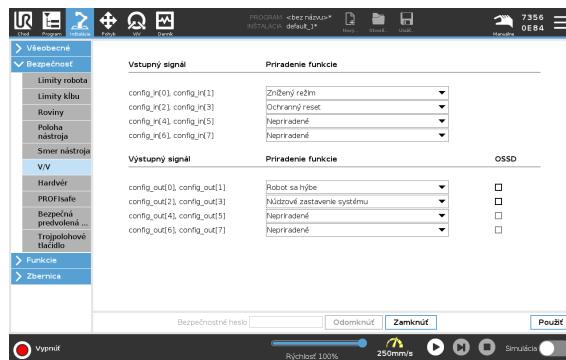 PROGRAM <bez názvu>*
INŠTALÁCIA default_1*
Chod Program Inštalácia Pohyb V/V Denník Nový... Otvoriť... Uložiť... Manuálne
7356
0E84
Všeobecné
Bezpečnosť
Limity robota
Limity kĺbu
Roviny
Poloha
nástroja
Smer nástroja
V/V
Hardvér
PROFIsafe
Bezpečná
predvolená ...
Trojpolohové
tlačidlo
Funkcie
Zbernica
Vstupný signál Priradenie funkcie
config_in[0], config_in[1] Znížený režim
config_in[2], config_in[3] Ochranný reset
config_in[4], config_in[5] Nepriradené
config_in[6], config_in[7] Nepriradené
Výstupný signál Priradenie funkcie OSSD
config_out[0], config_out[1] Robot sa hýbe
config_out[2], config_out[3] Núdzové zastavenie systému
config_out[4], config_out[5] Nepriradené
config_out[6], config_out[7] Nepriradené
Bezpečnostné heslo Odomknúť Zamknúť Použiť
Vypnúť Rýchlosť 100% 250mm/s Simulácia